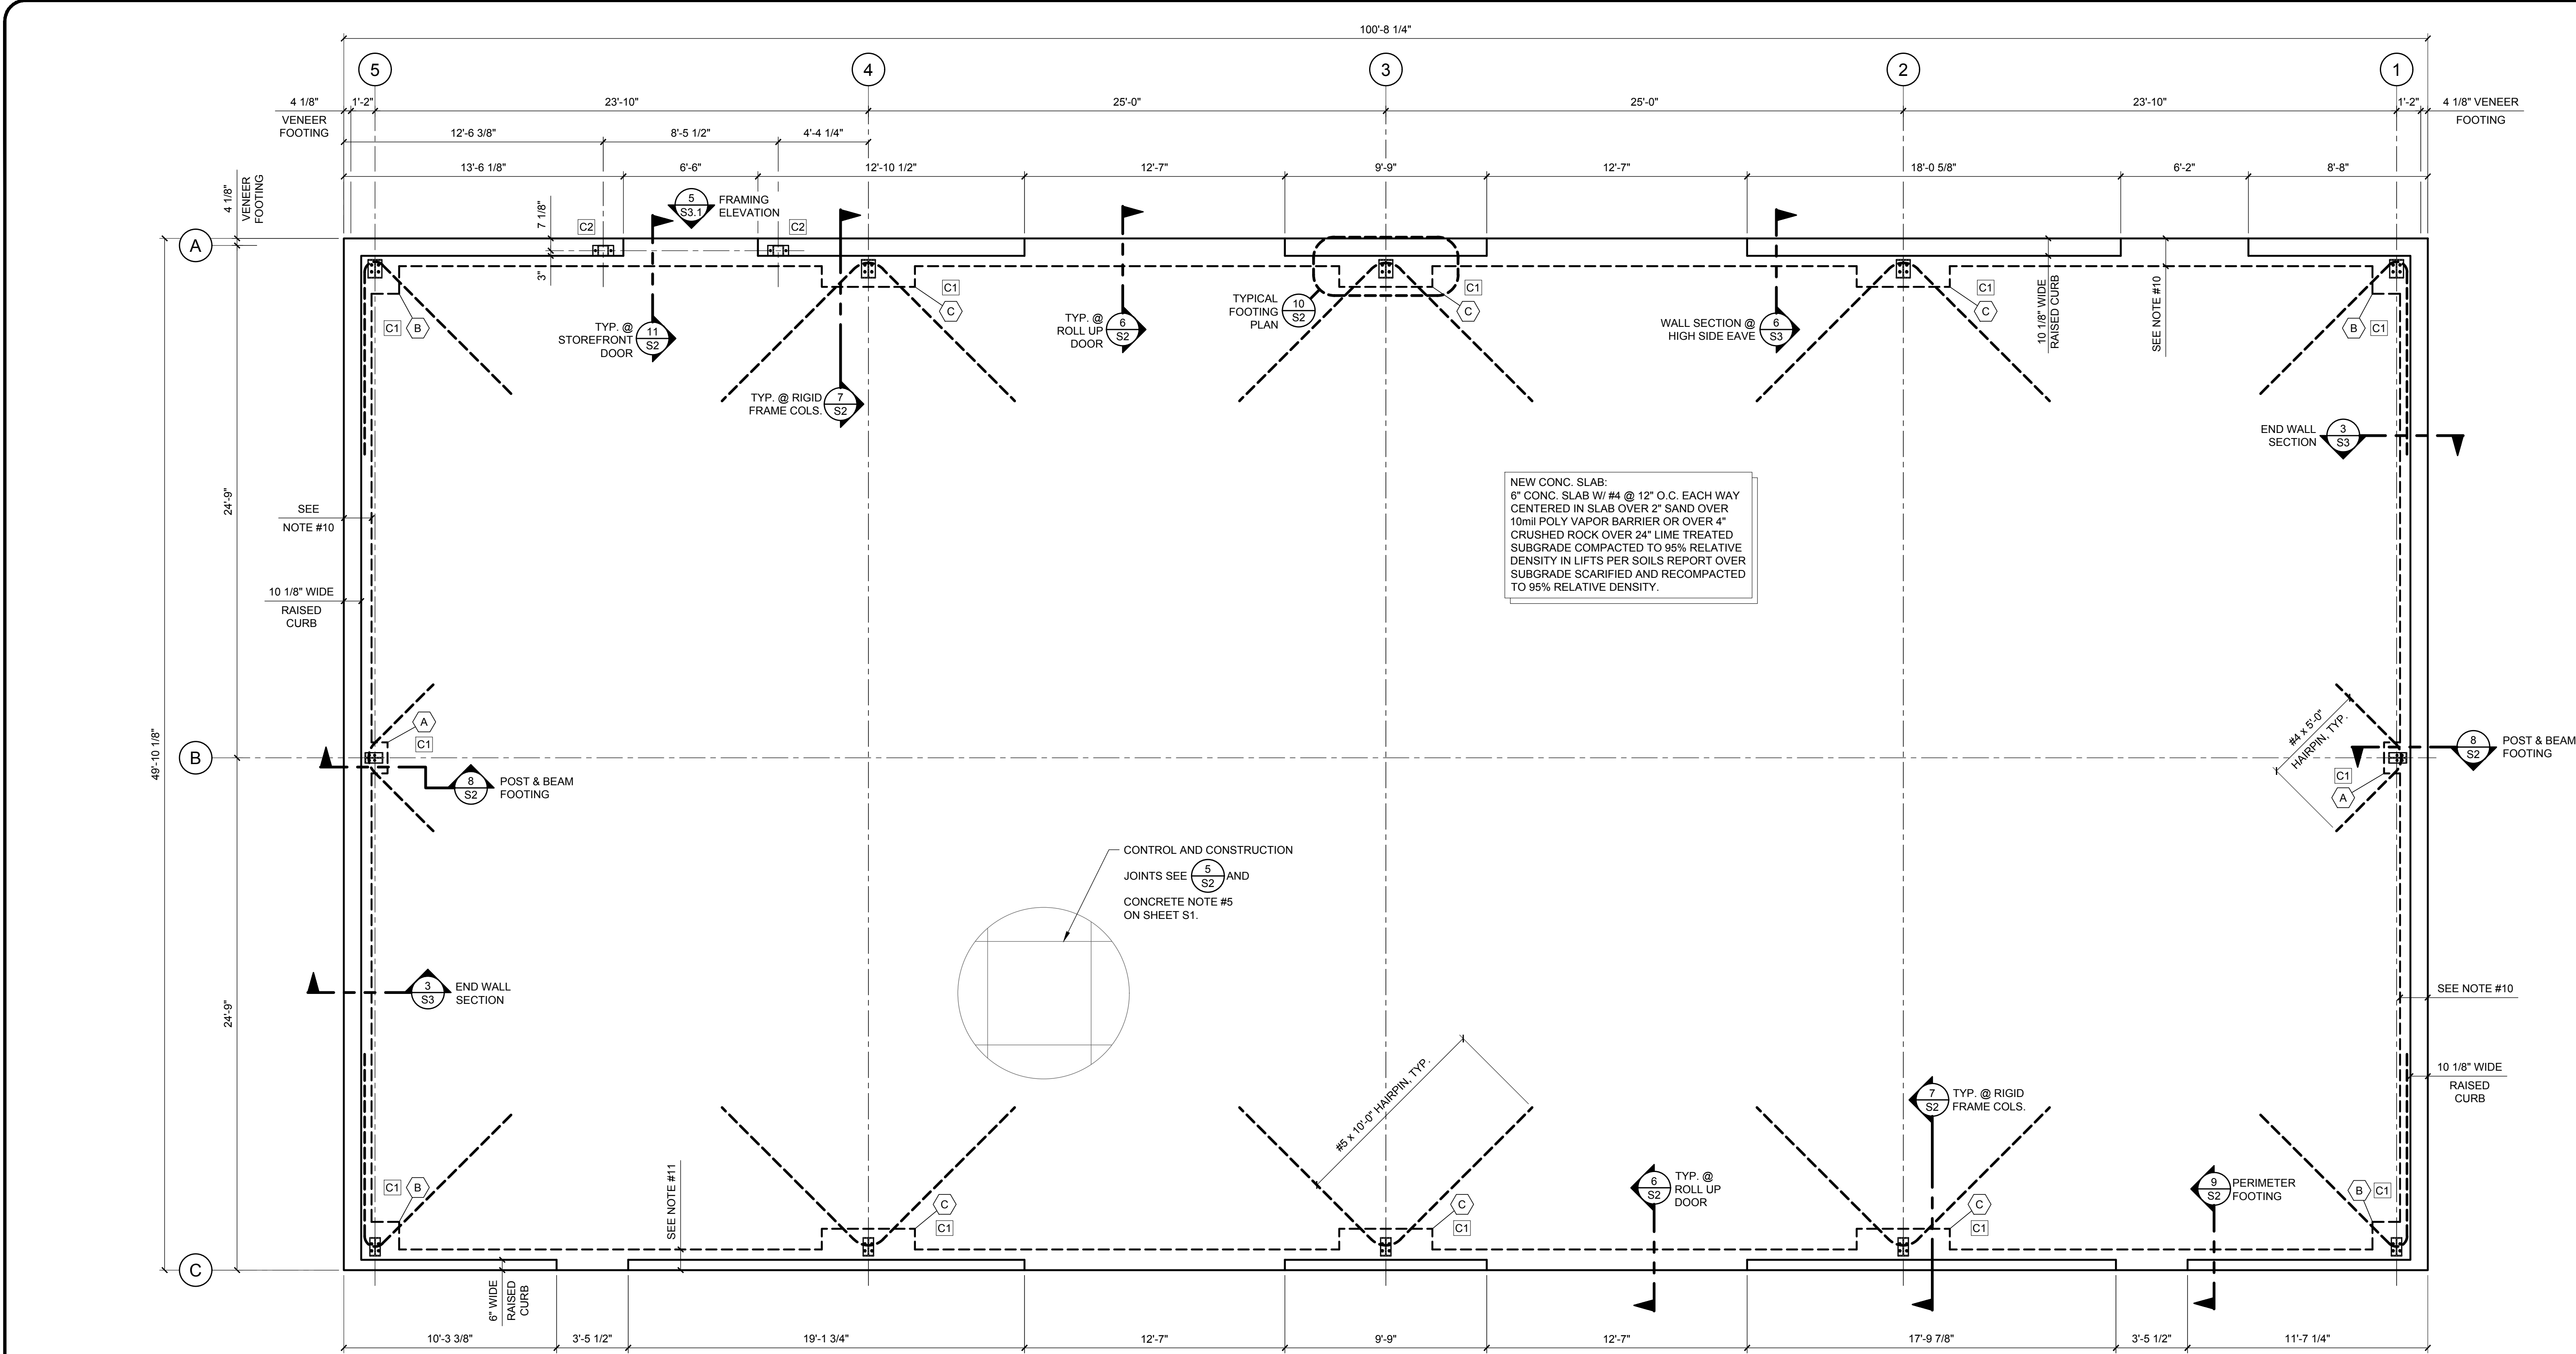 100'-8 1/4"
5
4
3
2
1
4 1/8"
VENEER
FOOTING
1'-2"
23'-10"
25'-0"
25'-0"
23'-10"
1'-2"
4 1/8" VENEER
FOOTING
12'-6 3/8"
8'-5 1/2"
4'-4 1/4"
13'-6 1/8"
6'-6"
12'-10 1/2"
12'-7"
9'-9"
12'-7"
18'-0 5/8"
6'-2"
8'-8"
4 1/8"
VENEER
FOOTING
A
7 1/8"
3"
C2
5
S3.1
FRAMING
ELEVATION
C2
C1
B
TYP. @
STOREFRONT
DOOR
11
S2
TYP. @ RIGID
FRAME COLS.
7
S2
C1
C
TYP. @
ROLL UP
DOOR
6
S2
TYPICAL
FOOTING
PLAN
10
S2
C1
C
WALL SECTION @
HIGH SIDE EAVE
6
S3
C1
C
10 1/8" WIDE
RAISED CURB
SEE NOTE #10
B
C1
END WALL
SECTION
3
S3
24'-9"
SEE
NOTE #10
10 1/8" WIDE
RAISED
CURB
NEW CONC. SLAB:
6" CONC. SLAB W/ #4 @ 12" O.C. EACH WAY
CENTERED IN SLAB OVER 2" SAND OVER
10mil POLY VAPOR BARRIER OR OVER 4"
CRUSHED ROCK OVER 24" LIME TREATED
SUBGRADE COMPACTED TO 95% RELATIVE
DENSITY IN LIFTS PER SOILS REPORT OVER
SUBGRADE SCARIFIED AND RECOMPACTED
TO 95% RELATIVE DENSITY.
49'-10 1/8"
B
A
C1
8
S2
POST & BEAM
FOOTING
#4 x 5'-0"
HAIRPIN, TYP.
C1
A
8
S2
POST & BEAM
FOOTING
CONTROL AND CONSTRUCTION
JOINTS SEE
5
S2
AND
CONCRETE NOTE #5
ON SHEET S1.
24'-9"
3
S3
END WALL
SECTION
SEE NOTE #10
10 1/8" WIDE
RAISED
CURB
#5 x 10'-0" HAIRPIN, TYP.
7
S2
TYP. @ RIGID
FRAME COLS.
C1
B
SEE NOTE #11
C
C1
C
C1
6
S2
TYP. @
ROLL UP
DOOR
C
C1
9
S2
PERIMETER
FOOTING
B
C1
C
6" WIDE
RAISED
CURB
10'-3 3/8"
3'-5 1/2"
19'-1 3/4"
12'-7"
9'-9"
12'-7"
17'-9 7/8"
3'-5 1/2"
11'-7 1/4"